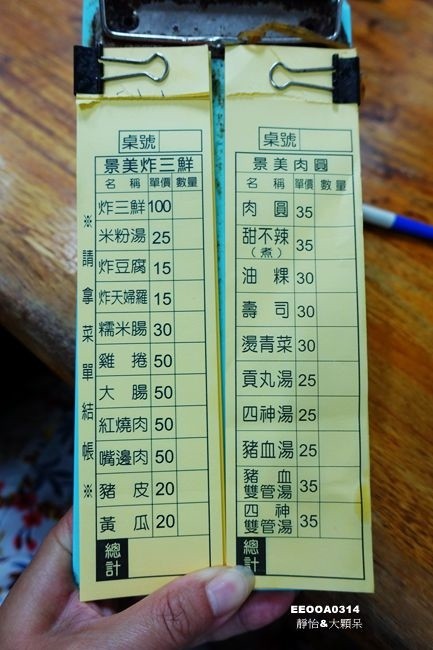 桌號
景美炸三鮮
名稱 單價 數量
炸三鮮 100
米粉湯 25
炸豆腐 15
炸天婦羅 15
糯米腸 30
雞捲 50
大腸 50
紅燒肉 50
嘴邊肉 50
豬皮 20
黃瓜 20
總計
※請拿菜單結帳※
桌號
景美肉圓
名稱 單價 數量
肉圓 35
甜不辣(煮) 35
油粿 30
壽司 30
燙青菜 30
貢丸湯 25
四神湯 25
豬血湯 25
豬血
雙管湯 35
四神
雙管湯 35
總計
EEOOA0314
靜怡&大顆呆